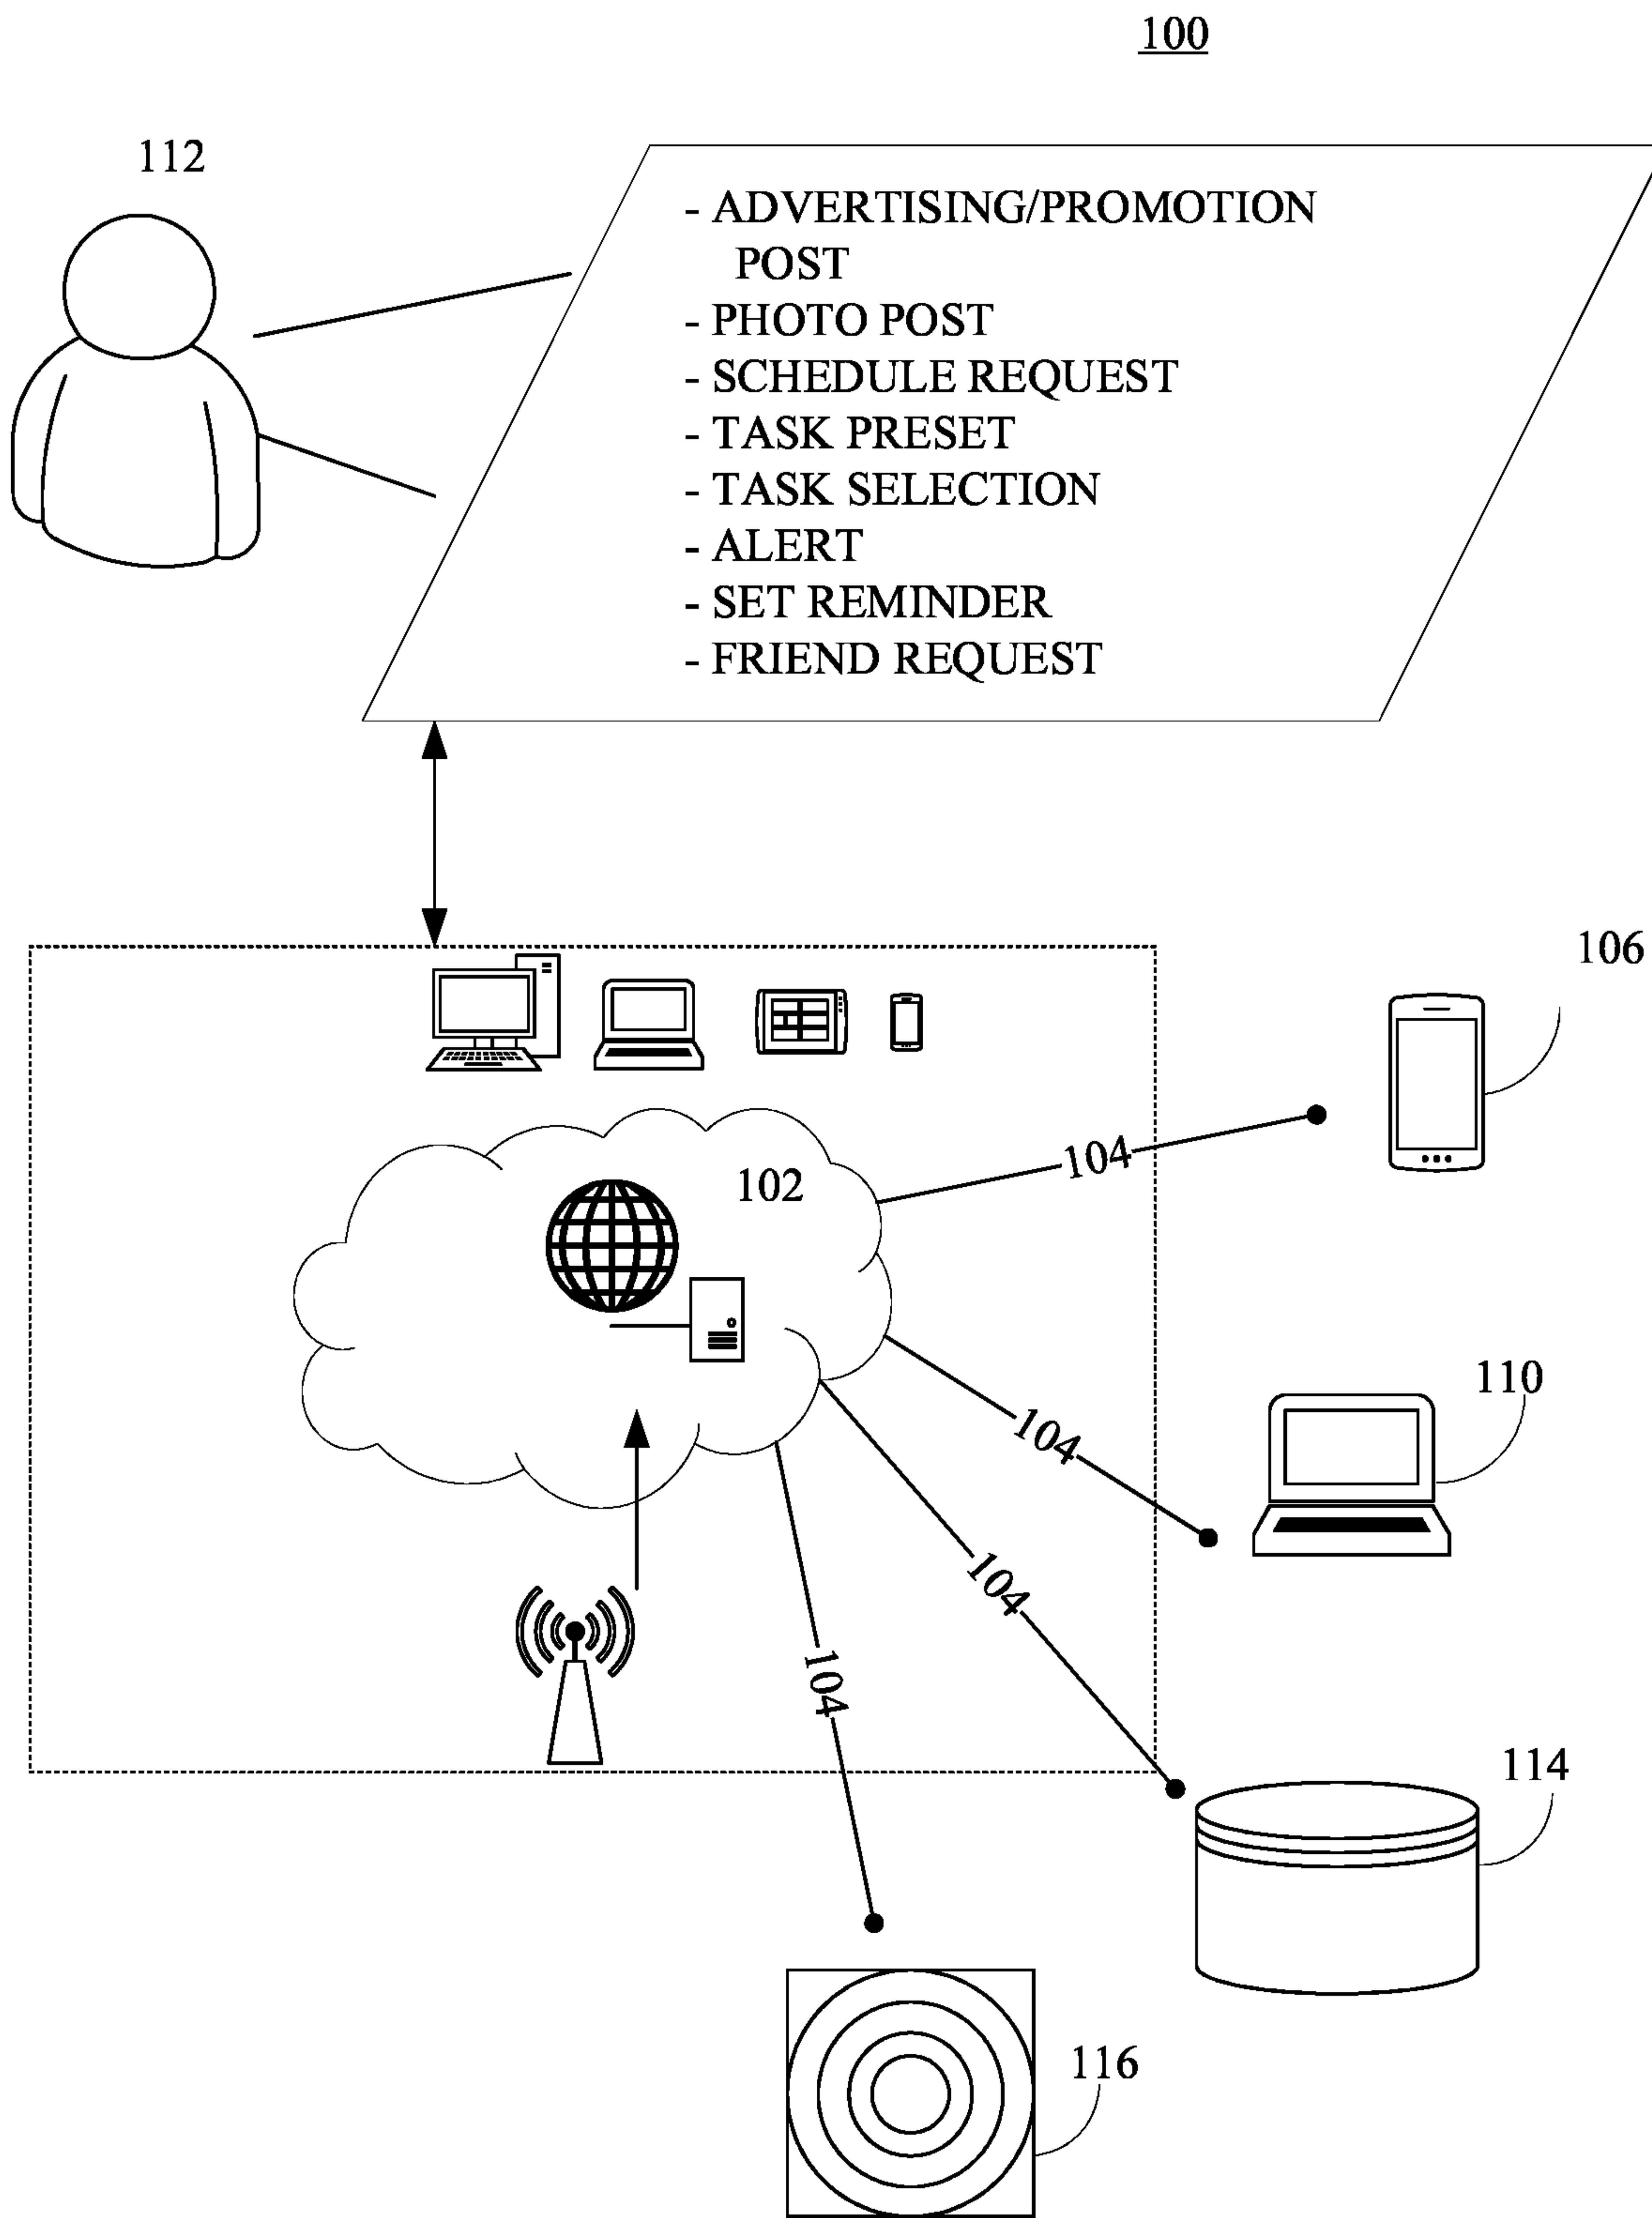 100
112
- ADVERTISING/PROMOTION
POST
- PHOTO POST
- SCHEDULE REQUEST
- TASK PRESET
- TASK SELECTION
- ALERT
- SET REMINDER
- FRIEND REQUEST
106
104
102
110
104
104
104
114
116